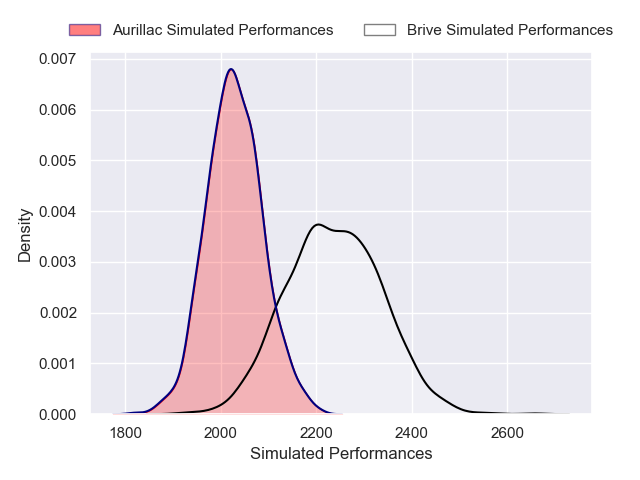 Aurillac Simulated Performances
Brive Simulated Performances
0.007
0.006
0.005
0.004
0.003
0.002
0.001
0.000
Density
1800 2000 2200 2400 2600
Simulated Performances